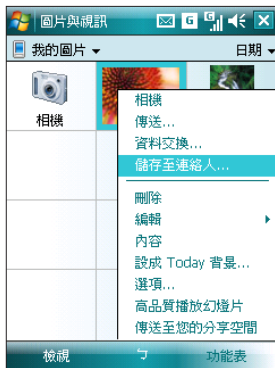 圖片與視訊
我的圖片 日期
相機
相機
傳送...
資料交換...
儲存至連絡人...
刪除
編輯
內容
設成 Today 背景...
選項...
高品質播放幻燈片
傳送至您的分享空間
檢視 功能表